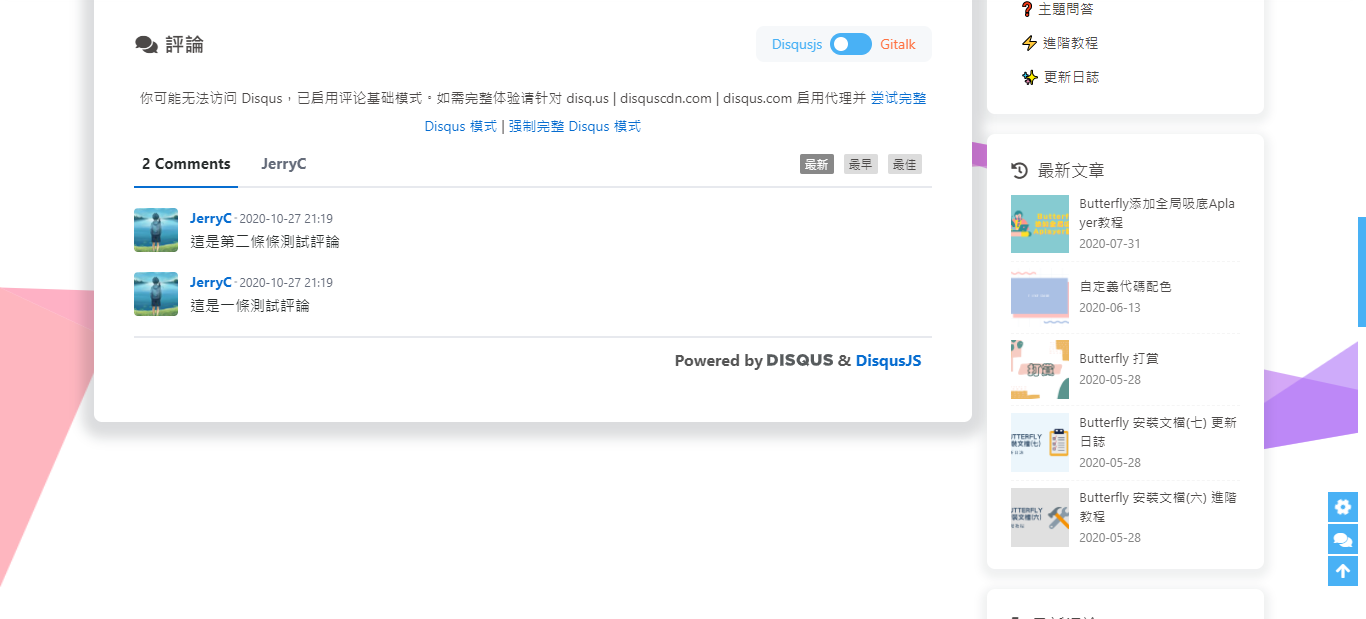 評論
Disqusjs Gitalk
你可能无法访问 Disqus，已启用评论基础模式。如需完整体验请针对 disq.us | disquscdn.com | disqus.com 启用代理并 尝试完整
Disqus 模式 | 强制完整 Disqus 模式
2 Comments JerryC 最新 最早 最佳
JerryC · 2020-10-27 21:19
這是第二條條測試評論
JerryC · 2020-10-27 21:19
這是一條測試評論
Powered by DISQUS & DisqusJS
主題問答
進階教程
更新日誌
最新文章
Butterfly添加全局吸底Apla
yer教程
2020-07-31
自定義代碼配色
2020-06-13
打賞
Butterfly 打賞
2020-05-28
Butterfly 安裝文檔(七) 更新
日誌
2020-05-28
Butterfly 安裝文檔(六) 進階
教程
2020-05-28